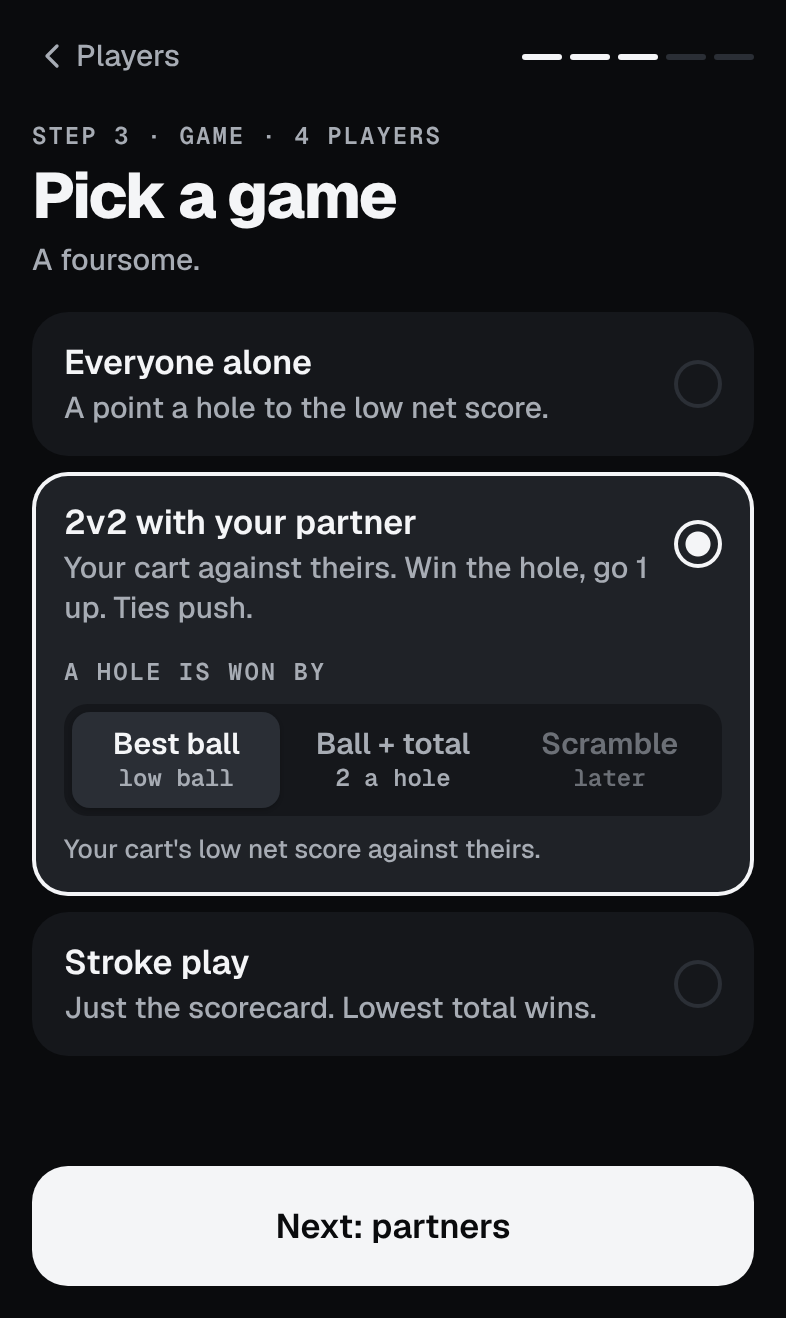 Players
STEP 3 · GAME · 4 PLAYERS
Pick a game
A foursome.
Everyone alone
A point a hole to the low net score.
2v2 with your partner
Your cart against theirs. Win the hole, go 1
up. Ties push.
A HOLE IS WON BY
Best ball
low ball
Ball + total
2 a hole
Scramble
later
Your cart's low net score against theirs.
Stroke play
Just the scorecard. Lowest total wins.
Next: partners